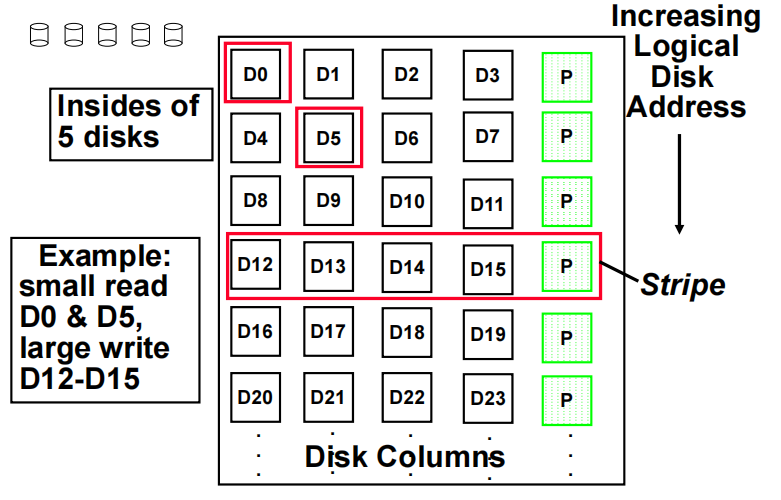 Increasing
Logical
Disk
Address
Insides of
5 disks
D0 D1 D2 D3 P
D4 D5 D6 D7 P
D8 D9 D10 D11 P
D12 D13 D14 D15 P
Stripe
Example:
small read
D0 & D5,
large write
D12-D15
D16 D17 D18 D19 P
D20 D21 D22 D23 P
Disk Columns